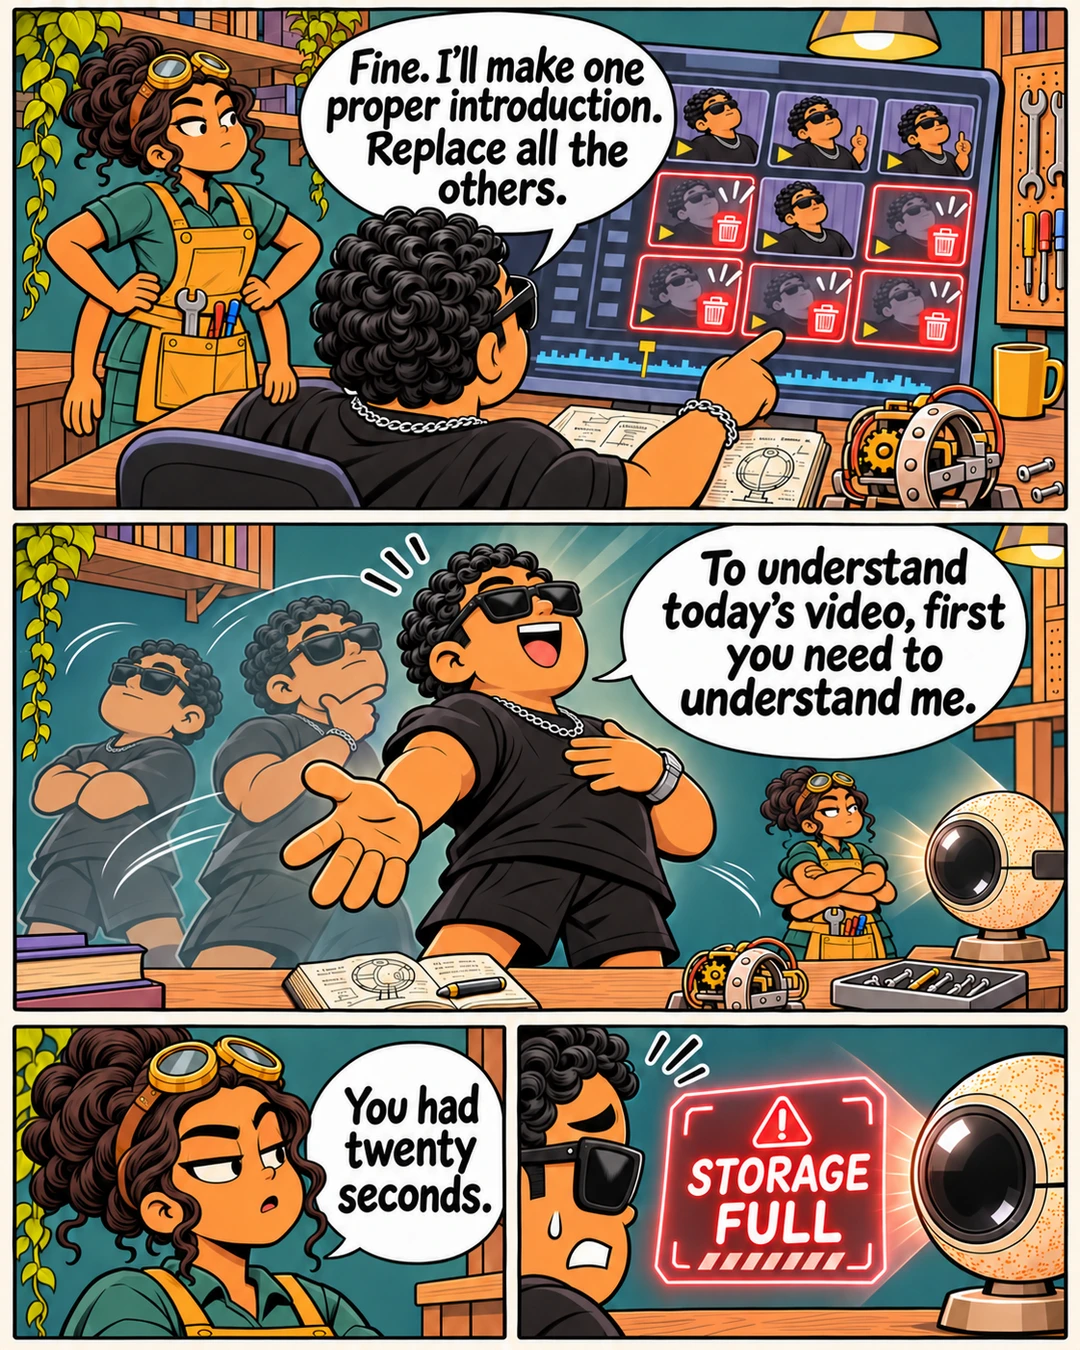 Fine. I'll make one
proper introduction.
Replace all the
others.
To understand
today's video, first
you need to
understand me.
You had
twenty
seconds.
STORAGE
FULL